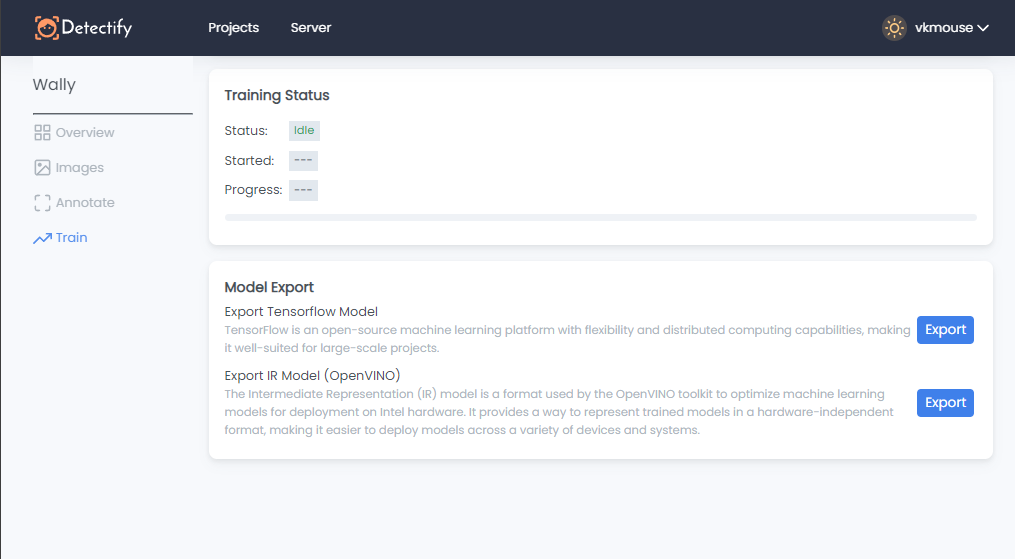 Detectify
Projects
Server
vkmouse
Wally
Overview
Images
Annotate
Train
Training Status
Status: Idle
Started: ---
Progress: ---
Model Export
Export Tensorflow Model
TensorFlow is an open-source machine learning platform with flexibility and distributed computing capabilities, making
it well-suited for large-scale projects.
Export
Export IR Model (OpenVINO)
The Intermediate Representation (IR) model is a format used by the OpenVINO toolkit to optimize machine learning
models for deployment on Intel hardware. It provides a way to represent trained models in a hardware-independent
format, making it easier to deploy models across a variety of devices and systems.
Export